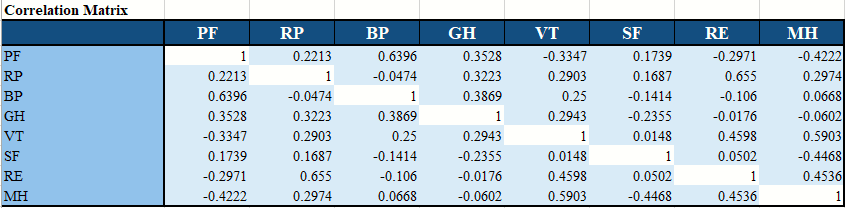 Correlation Matrix
PF RP BP GH VT SF RE MH
PF 1 0.2213 0.6396 0.3528 -0.3347 0.1739 -0.2971 -0.4222
RP 0.2213 1 -0.0474 0.3223 0.2903 0.1687 0.655 0.2974
BP 0.6396 -0.0474 1 0.3869 0.25 -0.1414 -0.106 0.0668
GH 0.3528 0.3223 0.3869 1 0.2943 -0.2355 -0.0176 -0.0602
VT -0.3347 0.2903 0.25 0.2943 1 0.0148 0.4598 0.5903
SF 0.1739 0.1687 -0.1414 -0.2355 0.0148 1 0.0502 -0.4468
RE -0.2971 0.655 -0.106 -0.0176 0.4598 0.0502 1 0.4536
MH -0.4222 0.2974 0.0668 -0.0602 0.5903 -0.4468 0.4536 1